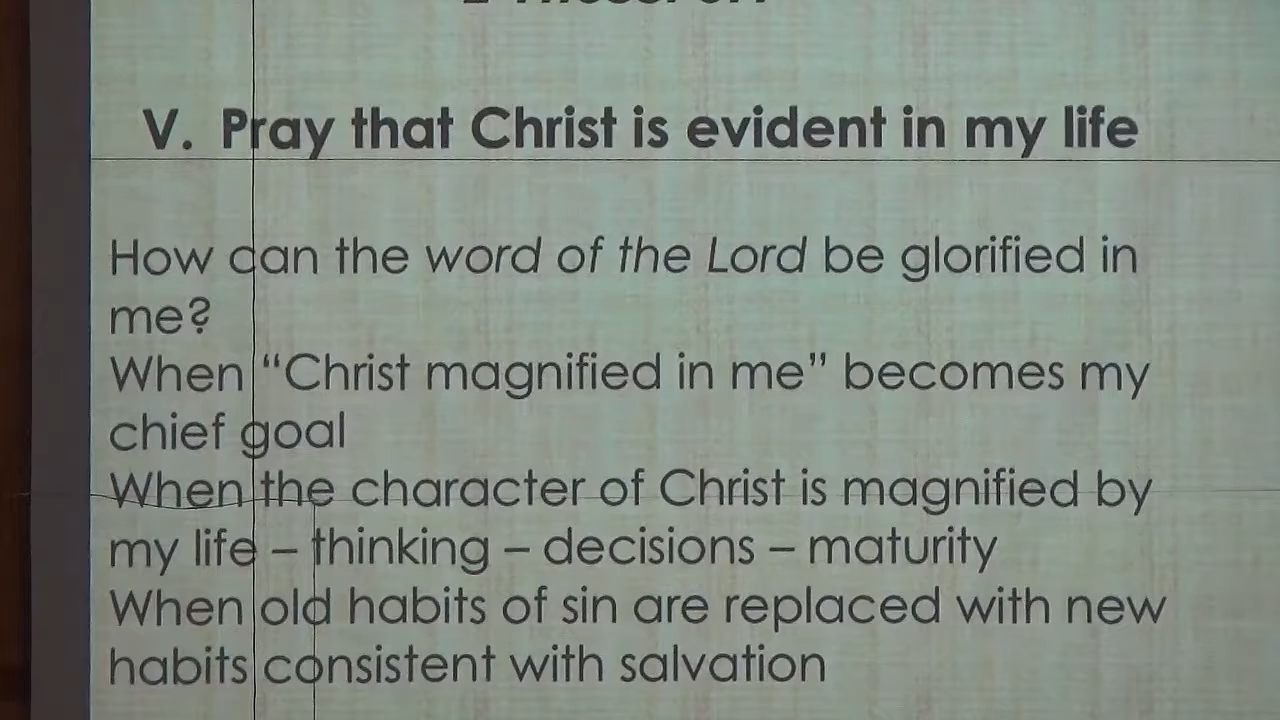 V. Pray that Christ is evident in my life
How can the word of the Lord be glorified in
me?
When “Christ magnified in me” becomes my
chief goal
When the character of Christ is magnified by
my life – thinking – decisions – maturity
When old habits of sin are replaced with new
habits consistent with salvation